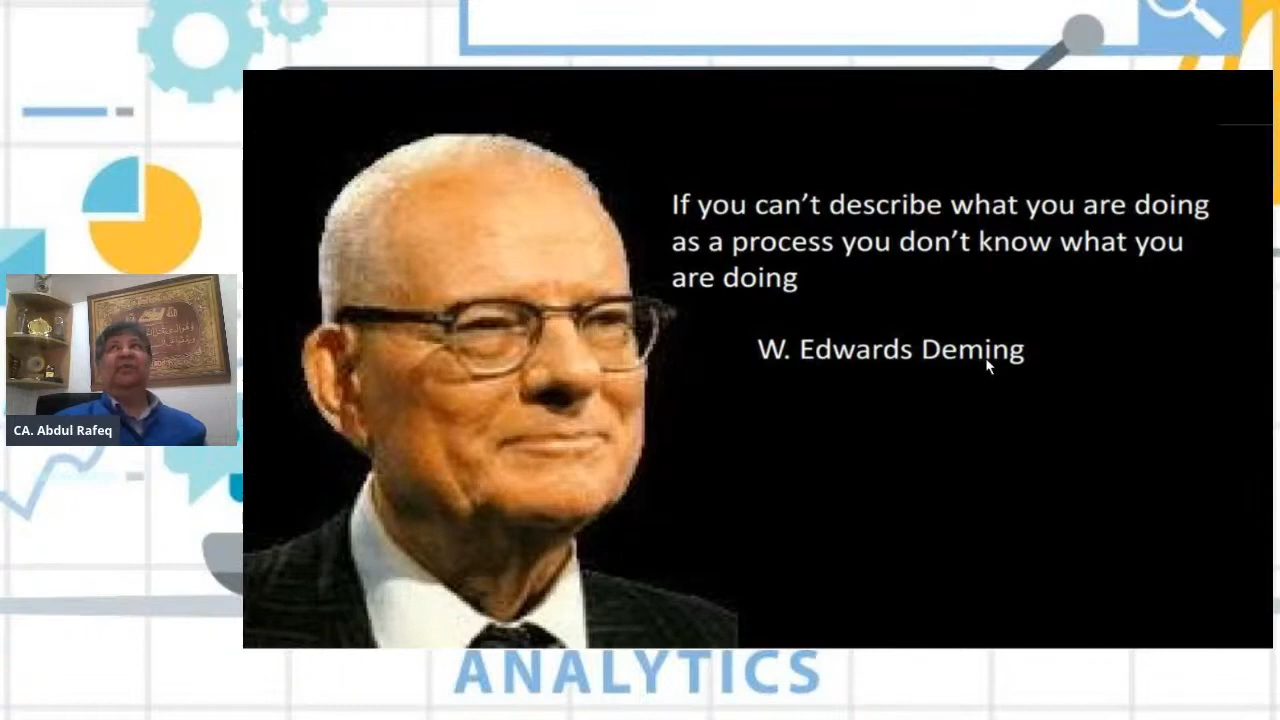 If you can’t describe what you are doing
as a process you don’t know what you
are doing
W. Edwards Deming
CA. Abdul Rafeq
ANALYTICS